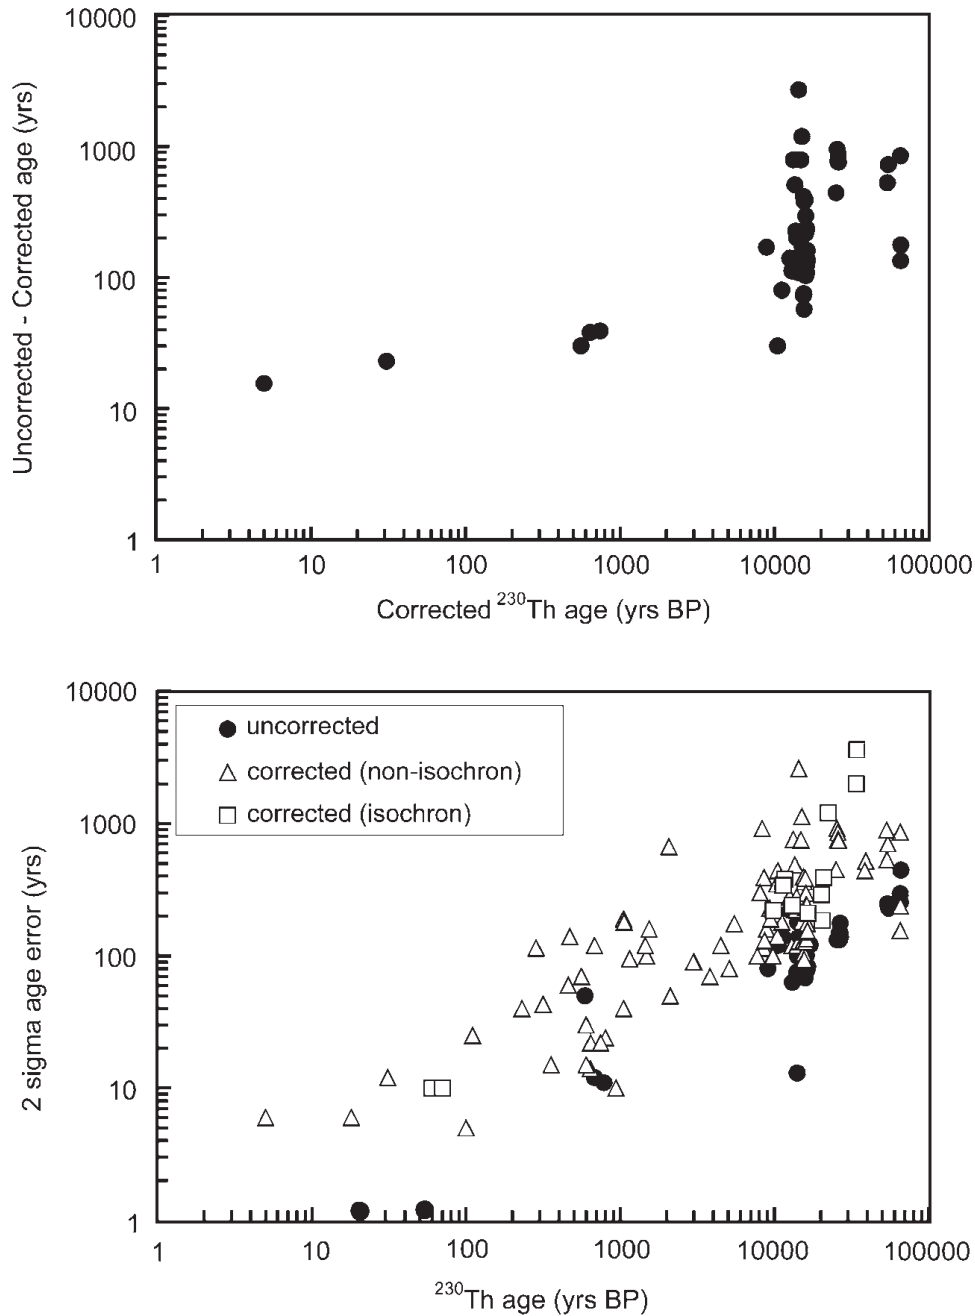 10000
1000
100
10
1
Uncorrected - Corrected age (yrs)
1 10 100 1000 10000 100000
Corrected ²³⁰Th age (yrs BP)
10000
1000
100
10
1
2 sigma age error (yrs)
uncorrected
corrected (non-isochron)
corrected (isochron)
1 10 100 1000 10000 100000
²³⁰Th age (yrs BP)